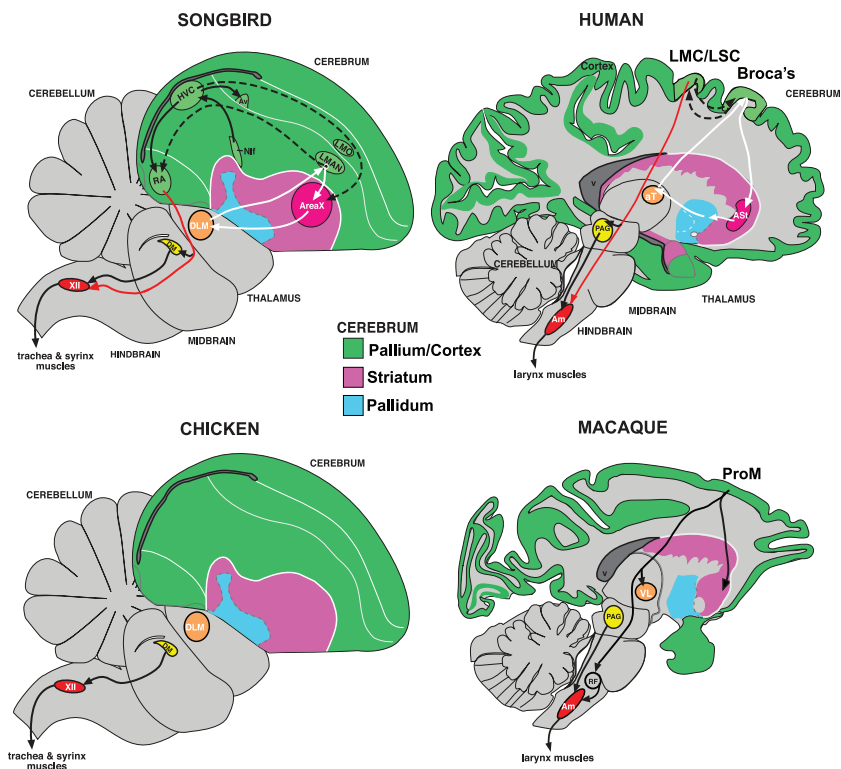 SONGBIRD
CEREBRUM
CEREBELLUM
HVC
Av
NIf
LMO
LMAN
RA
AreaX
DLM
DM
XII
THALAMUS
MIDBRAIN
HINDBRAIN
trachea & syrinx
muscles
HUMAN
LMC/LSC
Cortex
Broca's
CEREBRUM
v
aT
ASt
PAG
CEREBELLUM
THALAMUS
MIDBRAIN
HINDBRAIN
Am
larynx muscles
CEREBRUM
Pallium/Cortex
Striatum
Pallidum
CHICKEN
CEREBRUM
CEREBELLUM
DLM
DM
XII
trachea & syrinx
muscles
MACAQUE
ProM
v
VL
PAG
RF
Am
larynx muscles